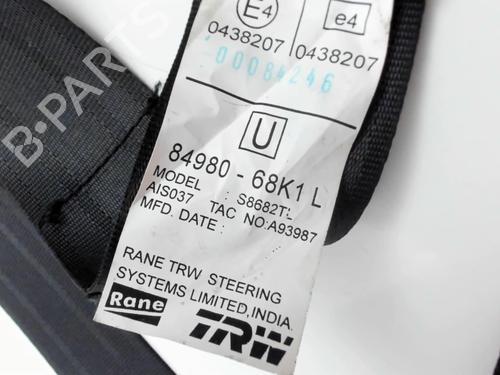 E4
e4
0438207
0438207
00084246
U
84980 - 68K1 L
MODEL : S8682TL
AIS037 TAC NO:A93987
MFD. DATE :
RANE TRW STEERING
SYSTEMS LIMITED,INDIA.
Rane
TRW
B-PARTS